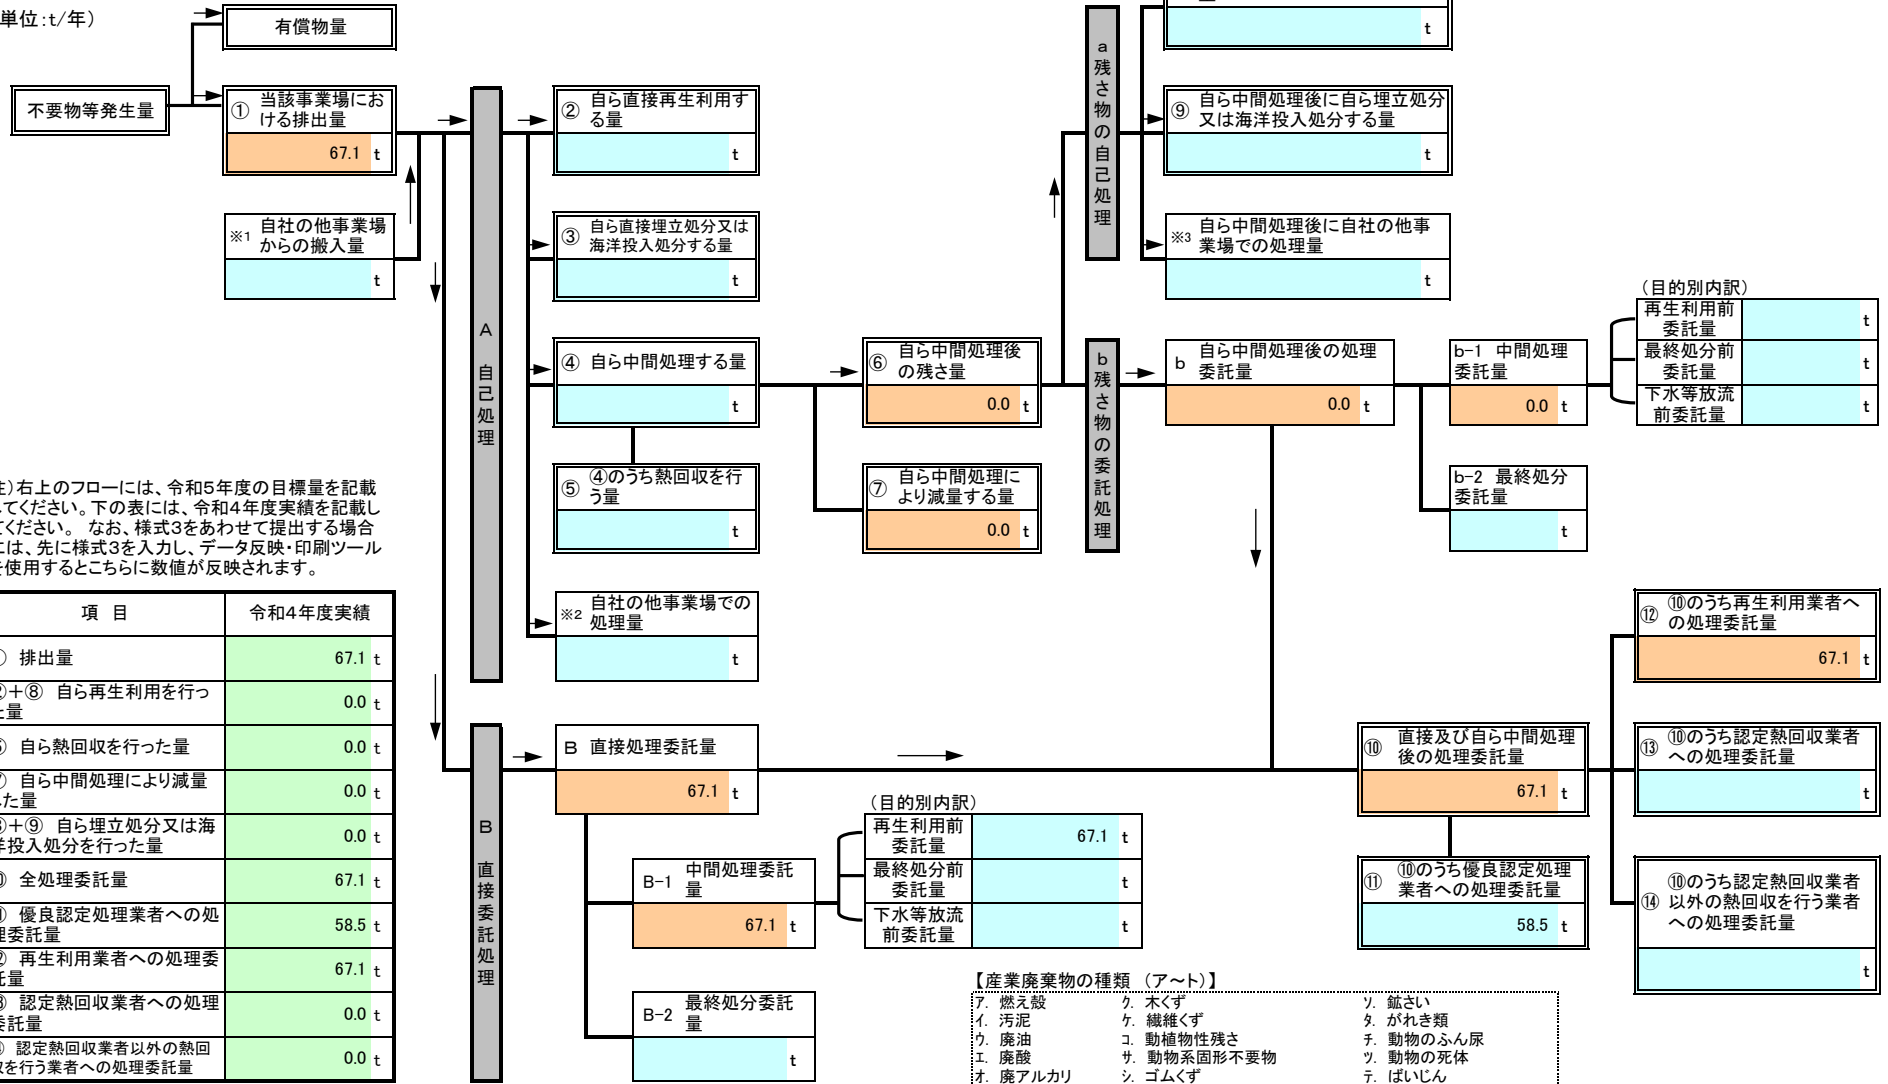 単位:t/年）
有償物量
不要物等発生量
① 当該事業場にお
ける排出量
67.1 t
※1 自社の他事業場
からの搬入量
t
A 自己処理
② 自ら直接再生利用す
る量
t
③ 自ら直接埋立処分又は
海洋投入処分する量
t
④ 自ら中間処理する量
t
⑤ ④のうち熱回収を行
う量
t
※2 自社の他事業場での
処理量
t
⑥ 自ら中間処理後
の残さ量
0.0 t
⑦ 自ら中間処理に
より減量する量
0.0 t
a 残さ物の自己処理
t
⑨ 自ら中間処理後に自ら埋立処分
又は海洋投入処分する量
t
※3 自ら中間処理後に自社の他事
業場での処理量
t
b 残さ物の委託処理
b 自ら中間処理後の処理
委託量
0.0 t
b-1 中間処理
委託量
0.0 t
b-2 最終処分
委託量
t
（目的別内訳）
再生利用前
委託量
t
最終処分前
委託量
t
下水等放流
前委託量
t
)右上のフローには、令和5年度の目標量を記載
してください。下の表には、令和4年度実績を記載し
てください。 なお、様式3をあわせて提出する場合
には、先に様式3を入力し、データ反映・印刷ツール
を使用するとこちらに数値が反映されます。
項 目 令和4年度実績
排出量 67.1 t
＋⑧ 自ら再生利用を行っ
た量 0.0 t
自ら熱回収を行った量 0.0 t
自ら中間処理により減量
した量 0.0 t
＋⑨ 自ら埋立処分又は海
洋投入処分を行った量 0.0 t
全処理委託量 67.1 t
優良認定処理業者への処
理委託量 58.5 t
再生利用業者への処理委
託量 67.1 t
認定熱回収業者への処理
委託量 0.0 t
認定熱回収業者以外の熱回
収を行う業者への処理委託量 0.0 t
B 直接委託処理
B 直接処理委託量
67.1 t
B-1 中間処理委託
量
67.1 t
B-2 最終処分委託
量
t
（目的別内訳）
再生利用前
委託量
67.1 t
最終処分前
委託量
t
下水等放流
前委託量
t
⑩ 直接及び自ら中間処理
後の処理委託量
67.1 t
⑪ ⑩のうち優良認定処理
業者への処理委託量
58.5 t
⑫ ⑩のうち再生利用業者へ
の処理委託量
67.1 t
⑬ ⑩のうち認定熱回収業者
への処理委託量
t
⑭ ⑩のうち認定熱回収業者
以外の熱回収を行う業者
への処理委託量
t
【産業廃棄物の種類 （ア～ト）】
ア. 燃え殻 ク. 木くず ソ. 鉱さい
イ. 汚泥 ケ. 繊維くず タ. がれき類
ウ. 廃油 コ. 動植物性残さ チ. 動物のふん尿
エ. 廃酸 サ. 動物系固形不要物 ツ. 動物の死体
オ. 廃アルカリ シ. ゴムくず テ. ばいじん